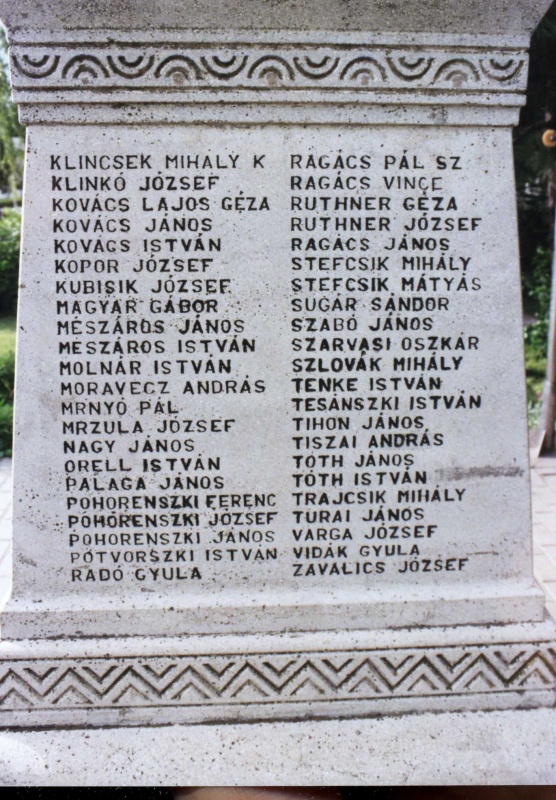 KLINCSEK MIHÁLY K
KLINKÓ JÓZSEF
KOVÁCS LAJOS GÉZA
KOVÁCS JÁNOS
KOVÁCS ISTVÁN
KOPOR JÓZSEF
KUBISIK JÓZSEF
MAGYAR GÁBOR
MÉSZÁROS JÁNOS
MÉSZÁROS ISTVÁN
MOLNÁR ISTVÁN
MORAVECZ ANDRÁS
MRNYÓ PÁL
MRZULA JÓZSEF
NAGY JÁNOS
ORELL ISTVÁN
PALAGA JÁNOS
POHORENSZKI FERENC
POHORENSZKI JÓZSEF
POHORENSZKI JÁNOS
PÓTVORSZKI ISTVÁN
RADÓ GYULA
RAGÁCS PÁL SZ
RAGÁCS VINCE
RUTHNER GÉZA
RUTHNER JÓZSEF
RAGÁCS JÁNOS
STEFCSIK MIHÁLY
STEFCSIK MÁTYÁS
SUGÁR SÁNDOR
SZABÓ JÁNOS
SZARVASI OSZKÁR
SZLOVÁK MIHÁLY
TENKE ISTVÁN
TESÁNSZKI ISTVÁN
TIHON JÁNOS
TISZAI ANDRÁS
TÓTH JÁNOS
TÓTH ISTVÁN
TRAJCSIK MIHÁLY
TURAI JÁNOS
VARGA JÓZSEF
VIDÁK GYULA
ZAVALICS JÓZSEF